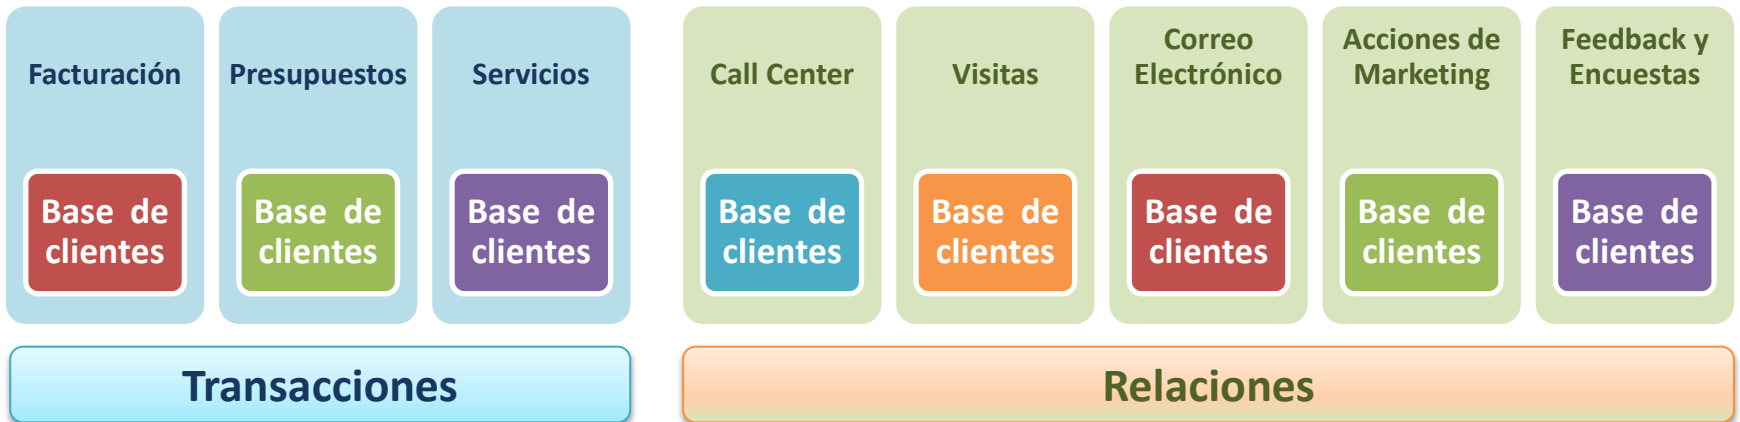 Facturación
Base de
clientes
Presupuestos
Base de
clientes
Servicios
Base de
clientes
Transacciones
Call Center
Base de
clientes
Visitas
Base de
clientes
Correo
Electrónico
Base de
clientes
Acciones de
Marketing
Base de
clientes
Feedback y
Encuestas
Base de
clientes
Relaciones